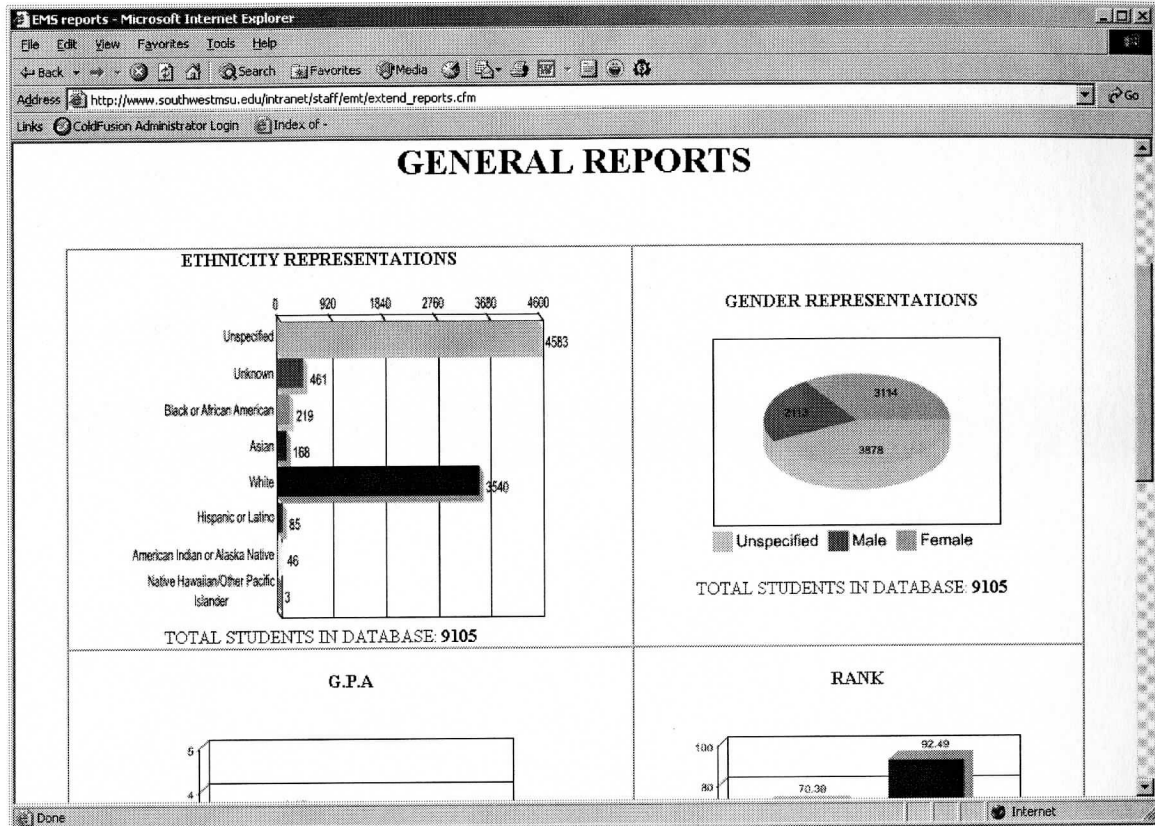 EMS reports - Microsoft Internet Explorer
File Edit View Favorites Tools Help
Back Search Favorites Media
Address http://www.southwestmsu.edu/intranet/staff/emt/extend_reports.cfm Go
Links ColdFusion Administrator Login Index of -
GENERAL REPORTS
ETHNICITY REPRESENTATIONS
0 920 1840 2760 3680 4600
Unspecified 4583
Unknown 461
Black or African American 219
Asian 168
White 3540
Hispanic or Latino 85
American Indian or Alaska Native 46
Native Hawaiian/Other Pacific
Islander 3
TOTAL STUDENTS IN DATABASE: 9105
GENDER REPRESENTATIONS
3114
2113
3878
Unspecified Male Female
TOTAL STUDENTS IN DATABASE: 9105
G.P.A
5
4
RANK
100
92.49
80
70.39
Done Internet